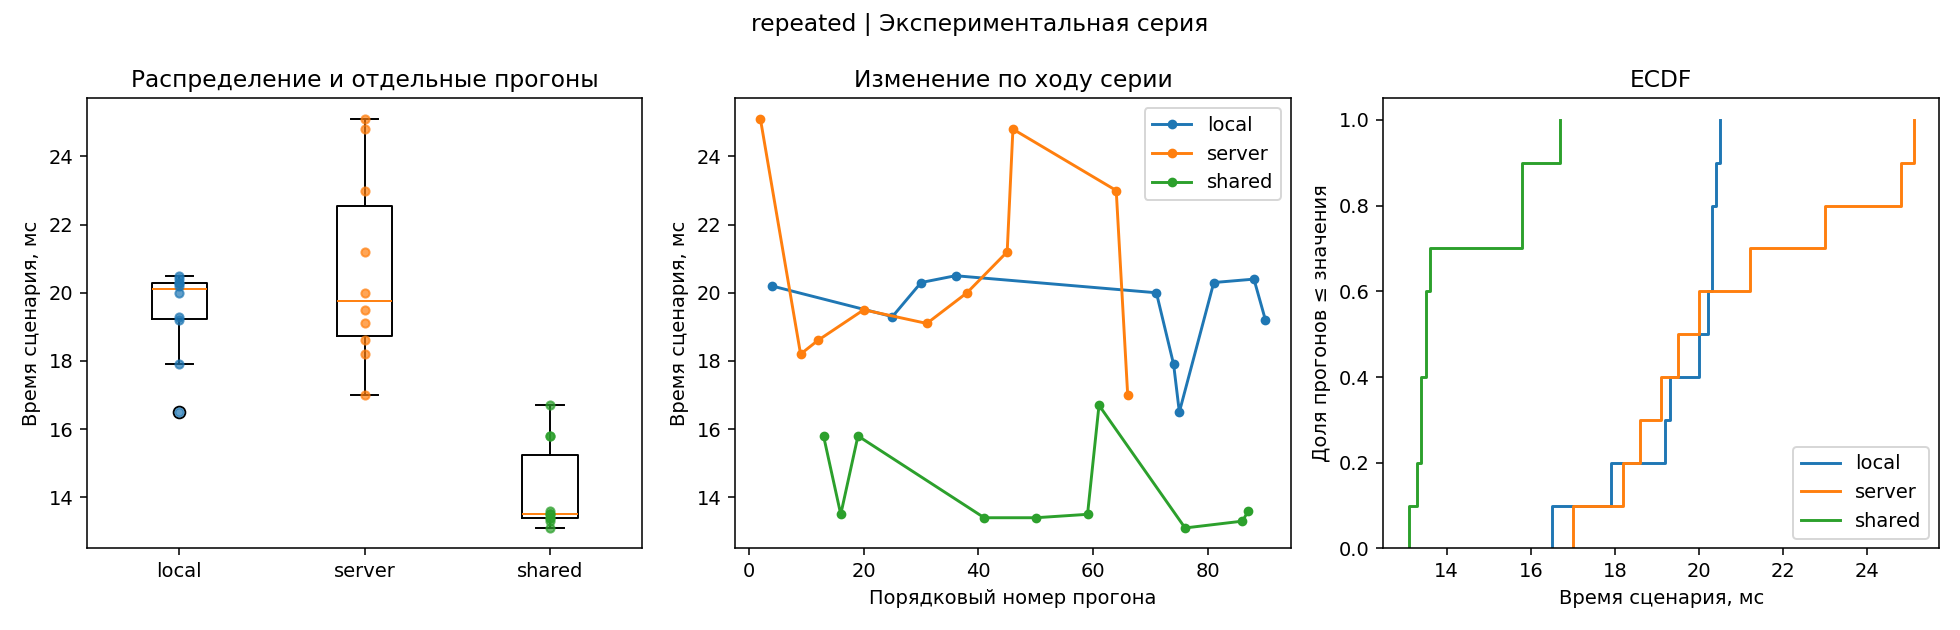 repeated | Экспериментальная серия
Распределение и отдельные прогоны
Время сценария, мс
24
22
20
18
16
14
local
server
shared
Изменение по ходу серии
Время сценария, мс
24
22
20
18
16
14
local
server
shared
0
20
40
60
80
Порядковый номер прогона
ECDF
Доля прогонов ≤ значения
1.0
0.8
0.6
0.4
0.2
0.0
local
server
shared
14
16
18
20
22
24
Время сценария, мс